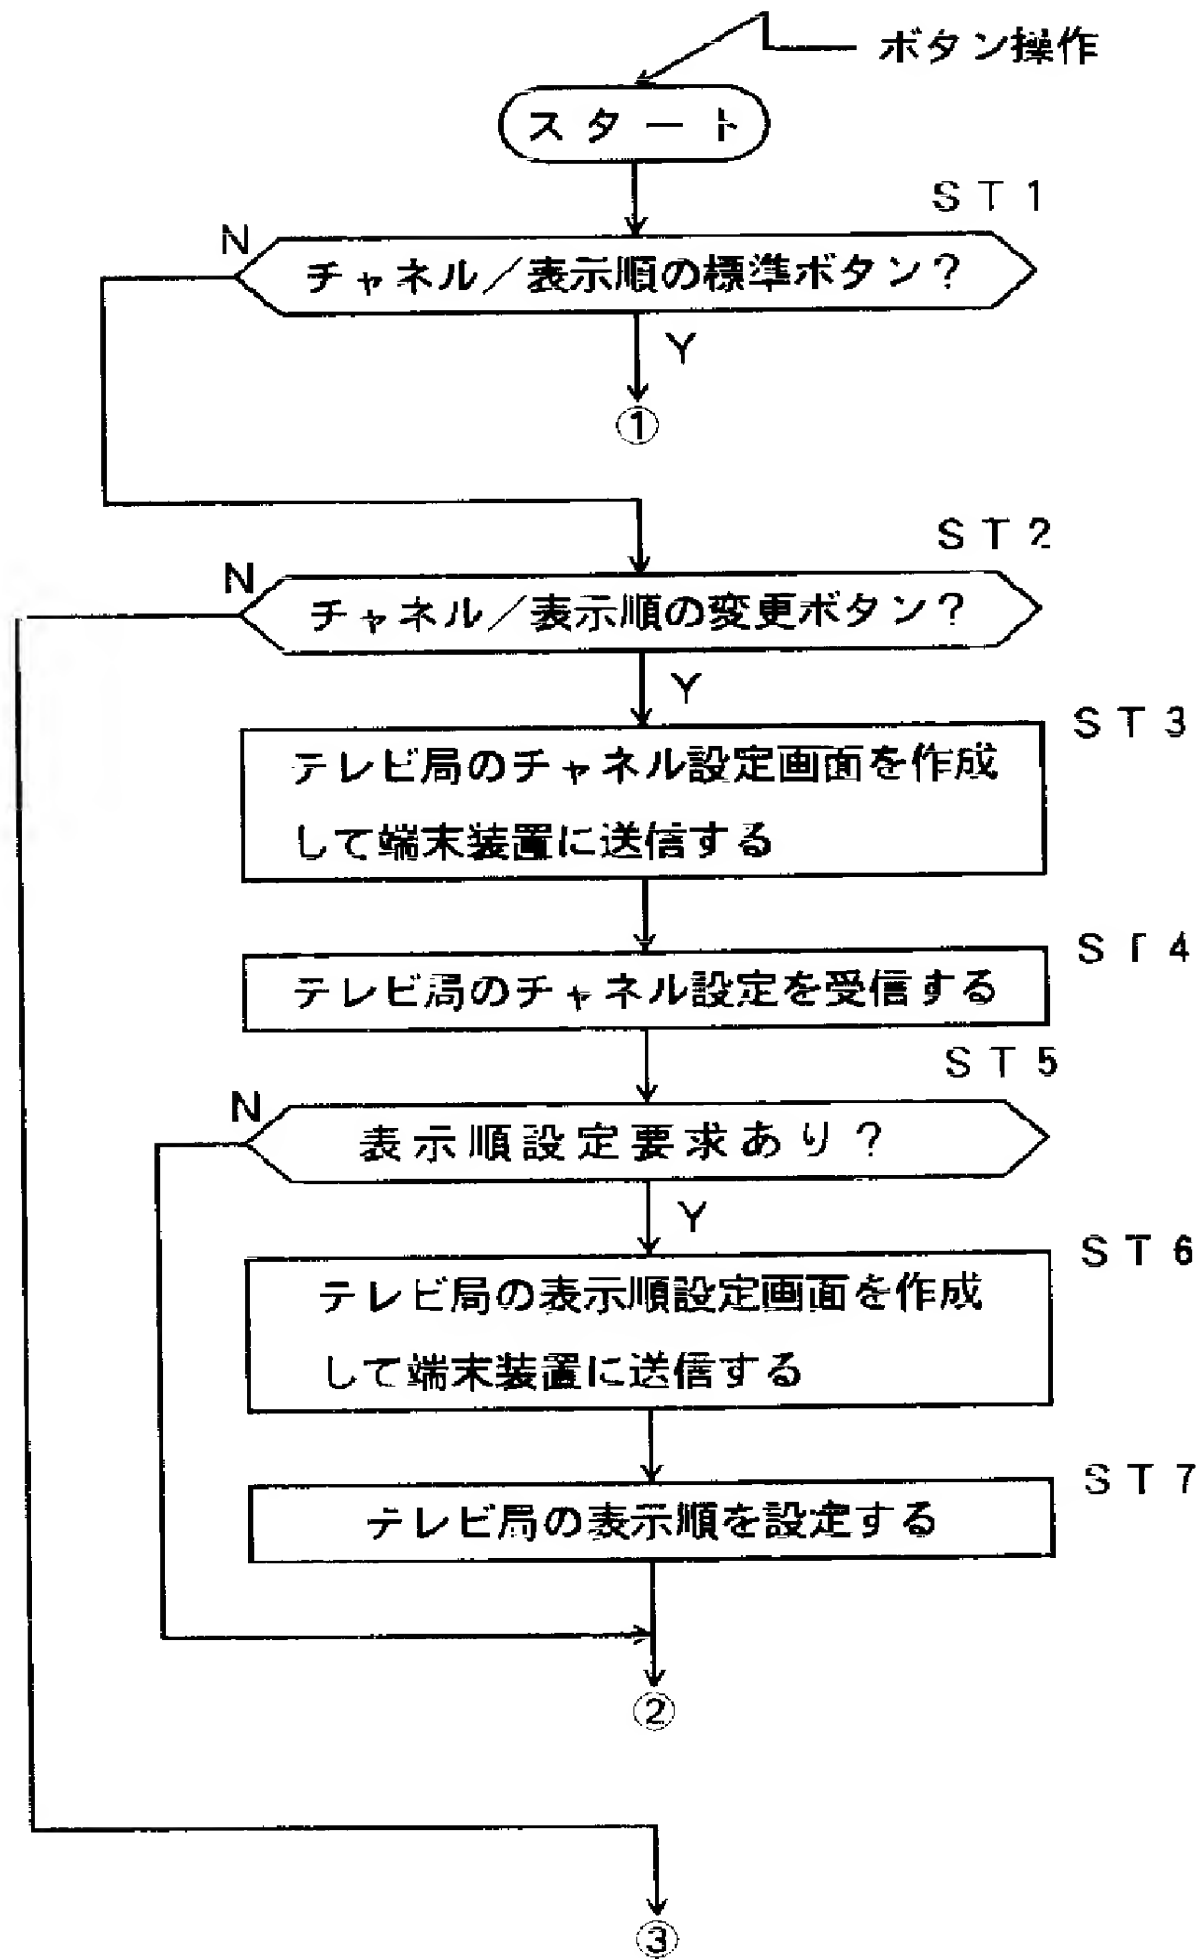 ボタン操作
スタート
ST1
N
チャネル／表示順の標準ボタン？
Y
①
ST2
N
チャネル／表示順の変更ボタン？
Y
ST3
テレビ局のチャネル設定画面を作成
して端末装置に送信する
ST4
テレビ局のチャネル設定を受信する
ST5
N
表示順設定要求あり？
Y
ST6
テレビ局の表示順設定画面を作成
して端末装置に送信する
ST7
テレビ局の表示順を設定する
②
③